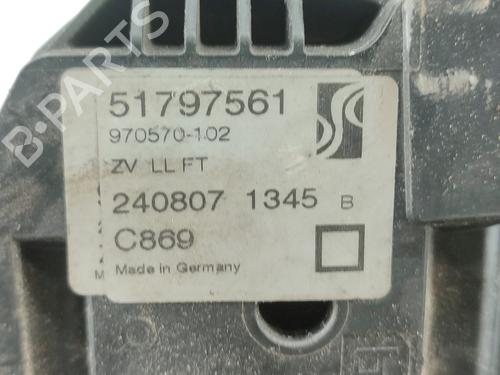 B-PARTS
51797561
970570-102
ZV LL FT
240807 1345 B
C869
Made in Germany